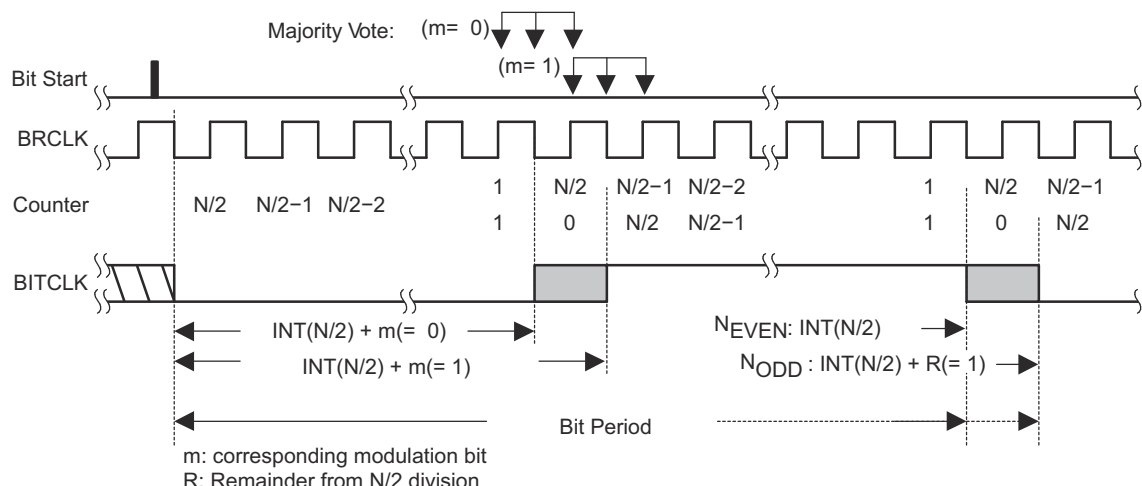 Majority Vote: (m= 0)
(m= 1)
Bit Start
BRCLK
Counter
N/2 N/2−1 N/2−2 1 N/2 N/2−1 N/2−2 1 N/2 N/2−1
1 0 N/2 N/2−1 1 0 N/2
BITCLK
INT(N/2) + m(= 0) NEVEN: INT(N/2)
INT(N/2) + m(= 1) NODD : INT(N/2) + R(= 1)
Bit Period
m: corresponding modulation bit
R: Remainder from N/2 division